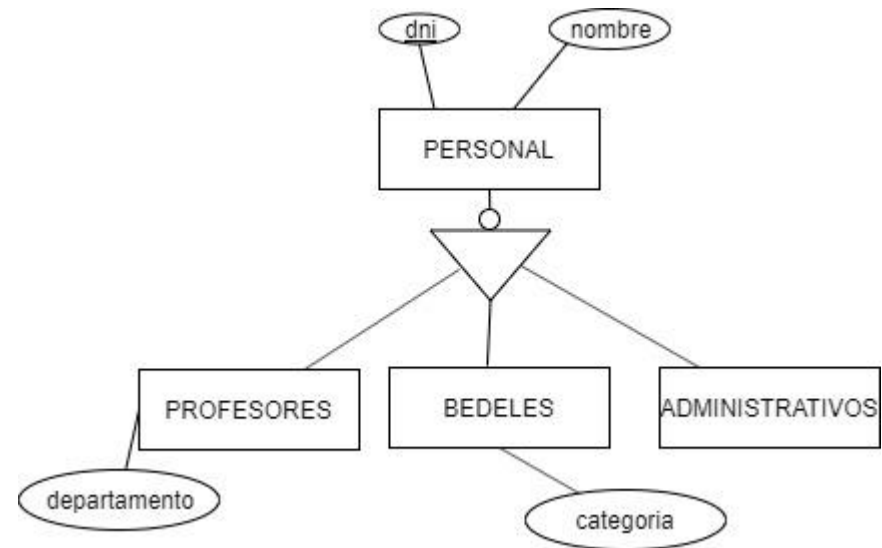 dni
nombre
PERSONAL
PROFESORES
BEDELES
ADMINISTRATIVOS
departamento
categoria